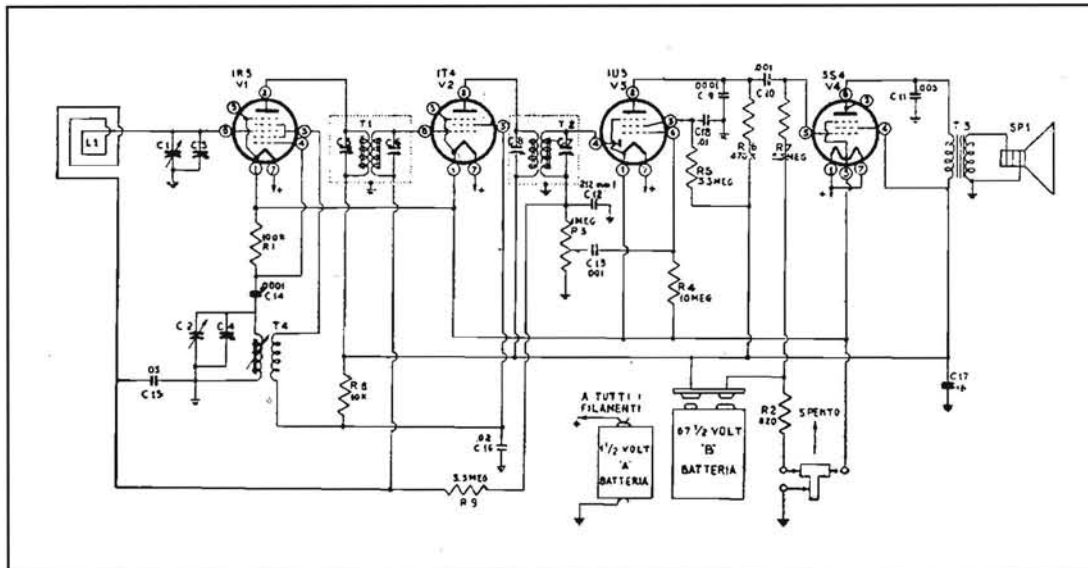 1R5
V1
1T4
V2
1U5
V3
3S4
V4
L1
C1
C3
T1
T2
.0001
C9
C18
.01
.001
C10
R6
470K
R7
C11
.005
T3
SP1
R5
3.3MEG
C12
1MEG
R3
C13
.001
R4
10MEG
100K
R1
.0001
C14
C2
C4
T4
.03
C15
R8
10K
.02
C16
3.3MEG
R9
A TUTTI I
FILAMENTI
+
1 1/2 VOLT
"A"
BATTERIA
67 1/2 VOLT
"B"
BATTERIA
R2
820
SPENTO
C17